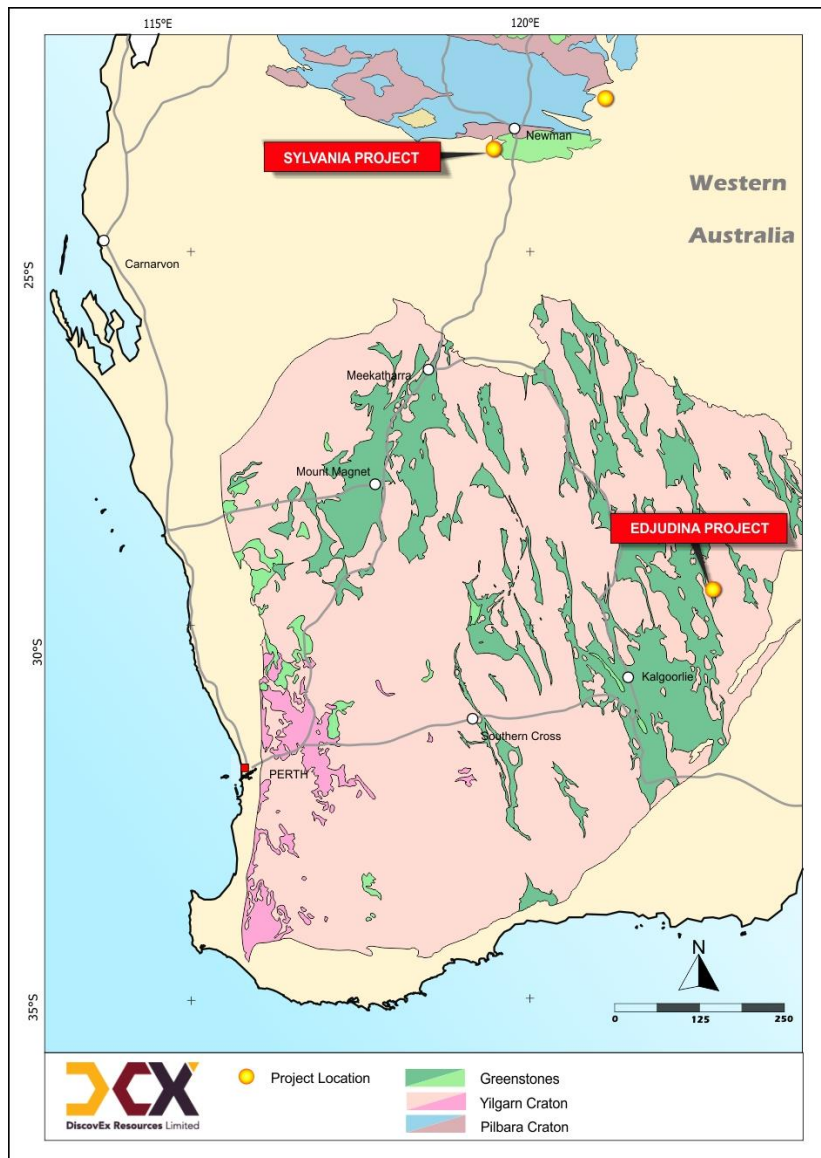 115°E
120°E
Newman
SYLVANIA PROJECT
Western
Australia
Carnarvon
25°S
Meekatharra
Mount Magnet
EDJUDINA PROJECT
30°S
Kalgoorlie
Southern Cross
PERTH
N
35°S
0 125 250
DCX
DiscovEx Resources Limited
Project Location
Greenstones
Yilgarn Craton
Pilbara Craton